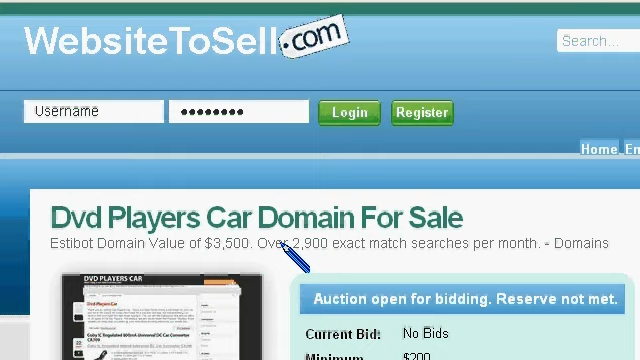 WebsiteToSell.com
Search...
Username
Login
Register
Home
Dvd Players Car Domain For Sale
Estibot Domain Value of $3,500. Over 2,900 exact match searches per month. - Domains
DVD PLAYERS CAR
Auction open for bidding. Reserve not met.
Current Bid: No Bids
Minimum $200